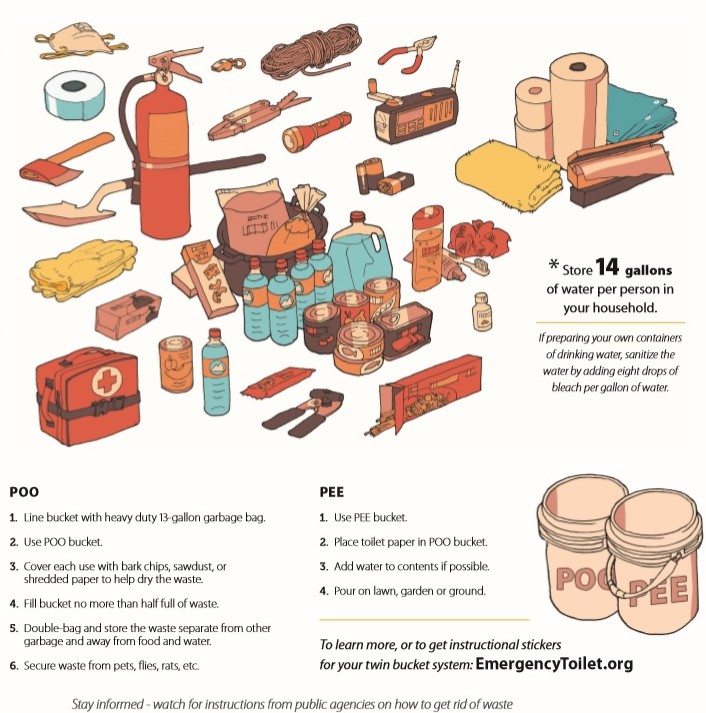 * Store 14 gallons
of water per person in
your household.
If preparing your own containers
of drinking water, sanitize the
water by adding eight drops of
bleach per gallon of water.
POO
1. Line bucket with heavy duty 13-gallon garbage bag.
2. Use POO bucket.
3. Cover each use with bark chips, sawdust, or
shredded paper to help dry the waste.
4. Fill bucket no more than half full of waste.
5. Double-bag and store the waste separate from other
garbage and away from food and water.
6. Secure waste from pets, flies, rats, etc.
PEE
1. Use PEE bucket.
2. Place toilet paper in POO bucket.
3. Add water to contents if possible.
4. Pour on lawn, garden or ground.
To learn more, or to get instructional stickers
for your twin bucket system: EmergencyToilet.org
PEE
Stay informed - watch for instructions from public agencies on how to get rid of waste